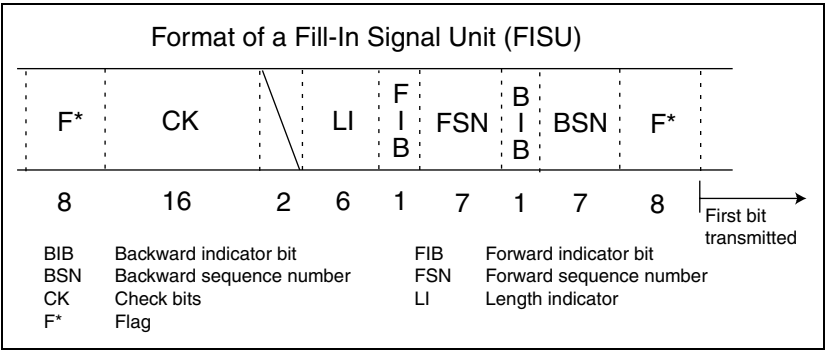 Format of a Fill-In Signal Unit (FISU)
F* CK LI FIB FSN BIB BSN F*
8 16 2 6 1 7 1 7 8
First bit
transmitted
BIB Backward indicator bit FIB Forward indicator bit
BSN Backward sequence number FSN Forward sequence number
CK Check bits LI Length indicator
F* Flag